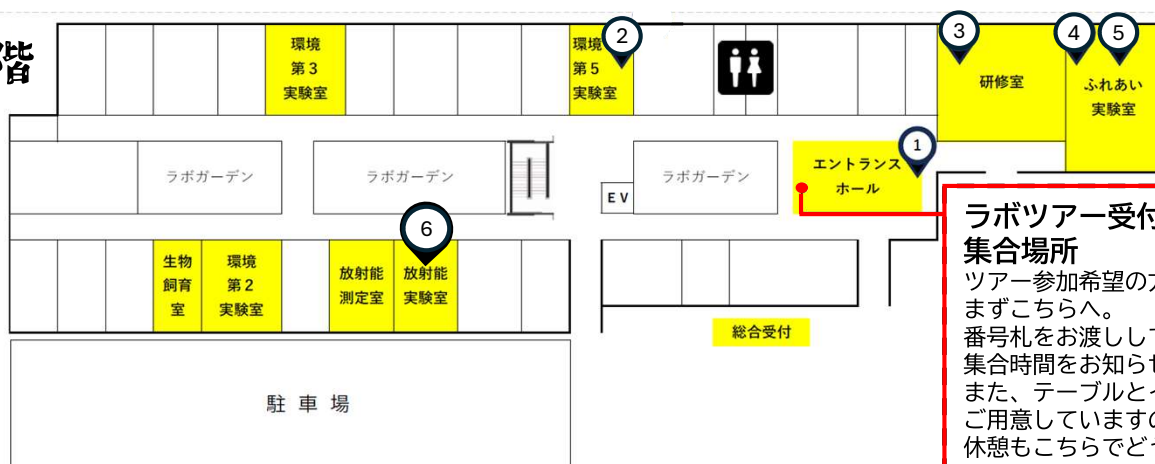 階
環境
第3
実験室
環境
第5
実験室
2
3
研修室
4
5
ふれあい
実験室
ラボガーデン
ラボガーデン
EV
ラボガーデン
エントランス
ホール
1
6
生物
飼育
室
環境
第2
実験室
放射能
測定室
放射能
実験室
総合受付
駐車場
ラボツアー受付
集合場所
ツアー参加希望の方
まずこちらへ。
番号札をお渡しして
集合時間をお知らせ
また、テーブルとイ
ご用意していますの
休憩もこちらでどう